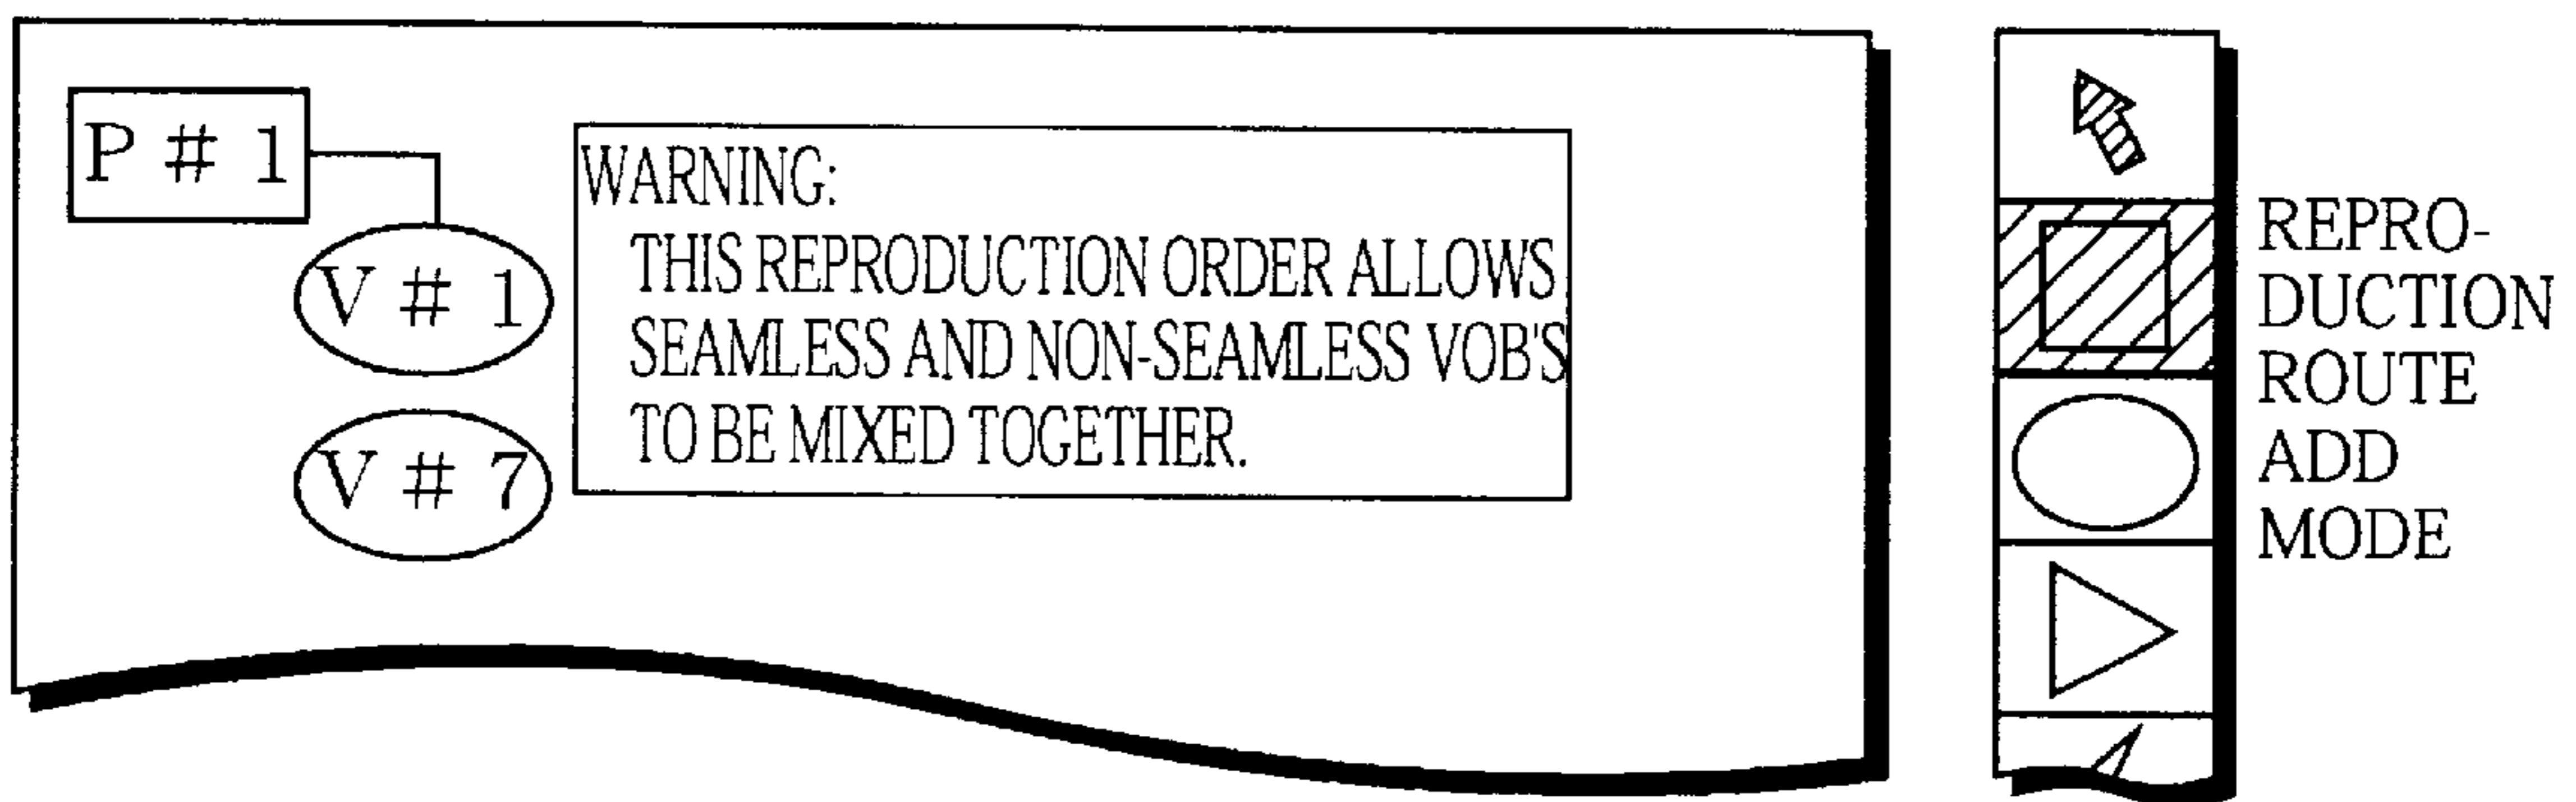 P # 1
V # 1
V # 7
WARNING:
THIS REPRODUCTION ORDER ALLOWS
SEAMLESS AND NON-SEAMLESS VOB'S
TO BE MIXED TOGETHER.
REPRO-
DUCTION
ROUTE
ADD
MODE